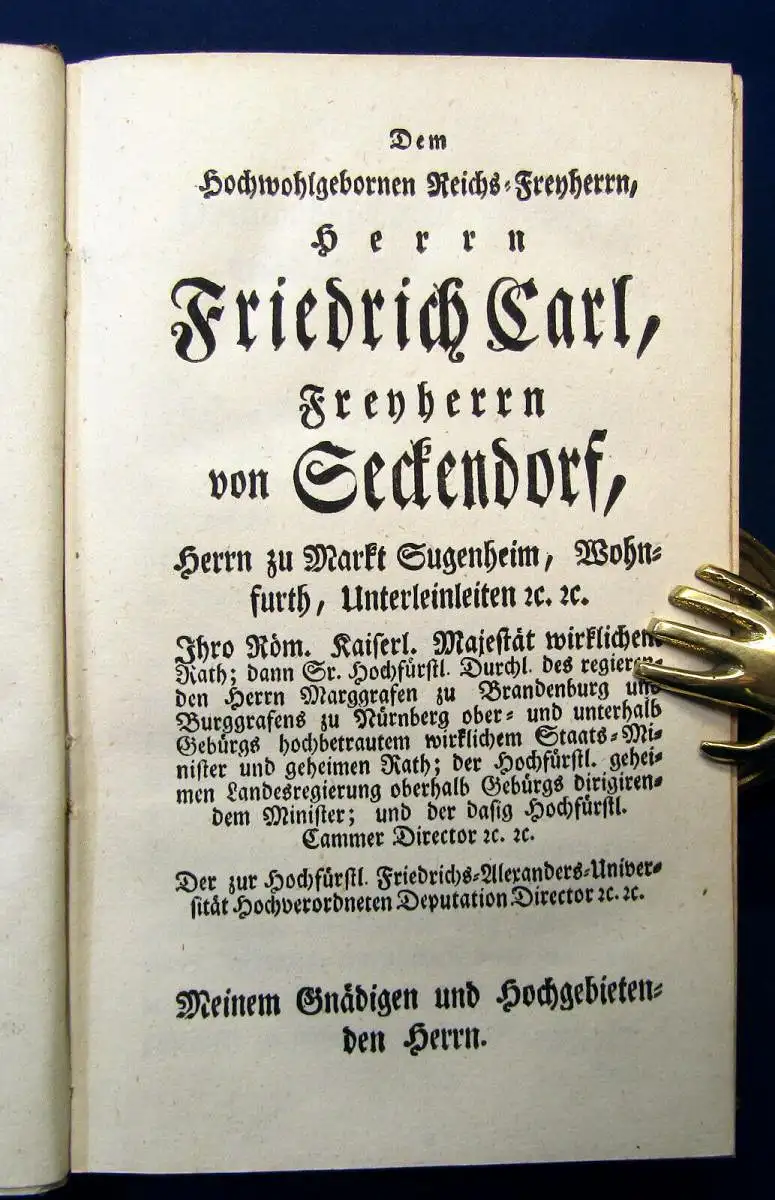 Dem
Hochwohlgebornen Reichs-Freyherrn,
Herrn
Friedrich Carl,
Freyherrn
von Seckendorf,
Herrn zu Markt Sugenheim, Wohn-
furth, Unterleinleiten ꝛc. ꝛc.
Ihro Röm. Kaiserl. Majestät wirklichem
Rath; dann Sr. Hochfürstl. Durchl. des regieren-
den Herrn Marggrafen zu Brandenburg und
Burggrafens zu Nürnberg ober- und unterhalb
Gebürgs hochbetrautem wirklichem Staats-Mi-
nister und geheimen Rath; der Hochfürstl. gehei-
men Landesregierung oberhalb Gebürgs dirigiren-
dem Minister; und der dasig Hochfürstl.
Cammer Director ꝛc. ꝛc.
Der zur Hochfürstl. Friedrichs-Alexanders-Univer-
sität Hochverordneten Deputation Director ꝛc. ꝛc.
Meinem Gnädigen und Hochgebieten-
den Herrn.